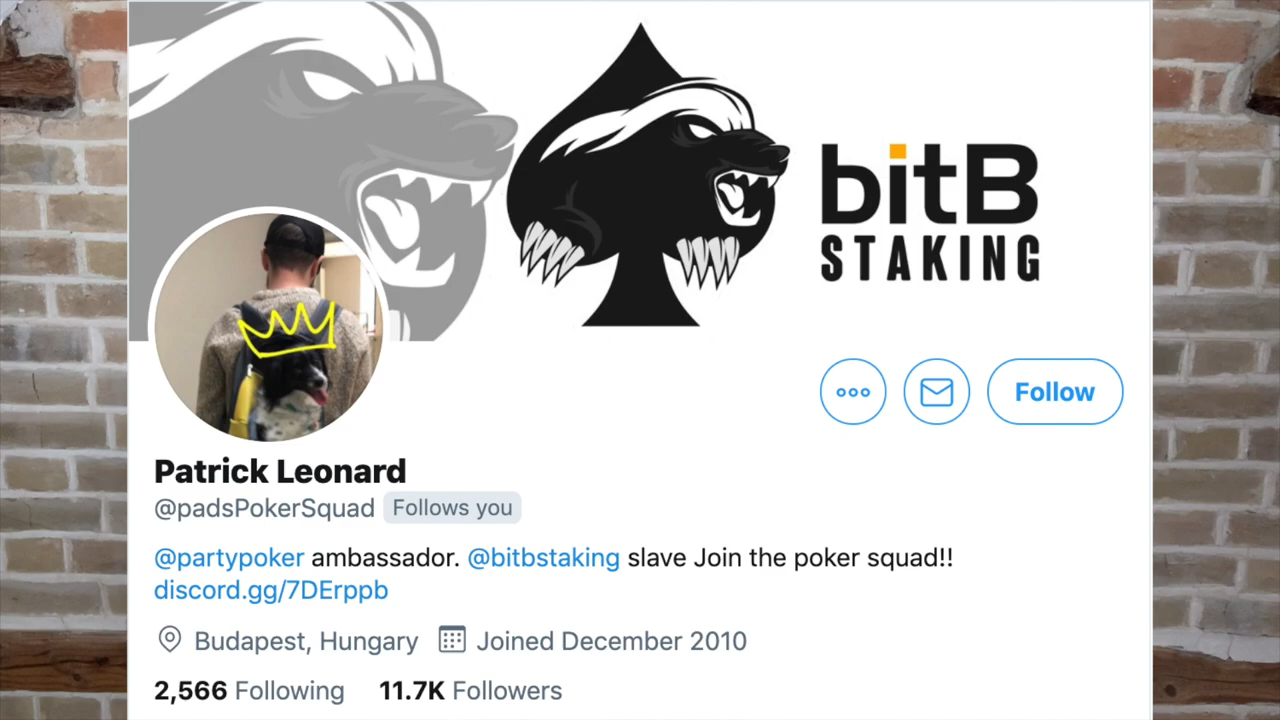 bitB
STAKING
Follow
Patrick Leonard
@padsPokerSquad Follows you
@partypoker ambassador. @bitbstaking slave Join the poker squad!!
discord.gg/7DErppb
Budapest, Hungary Joined December 2010
2,566 Following 11.7K Followers